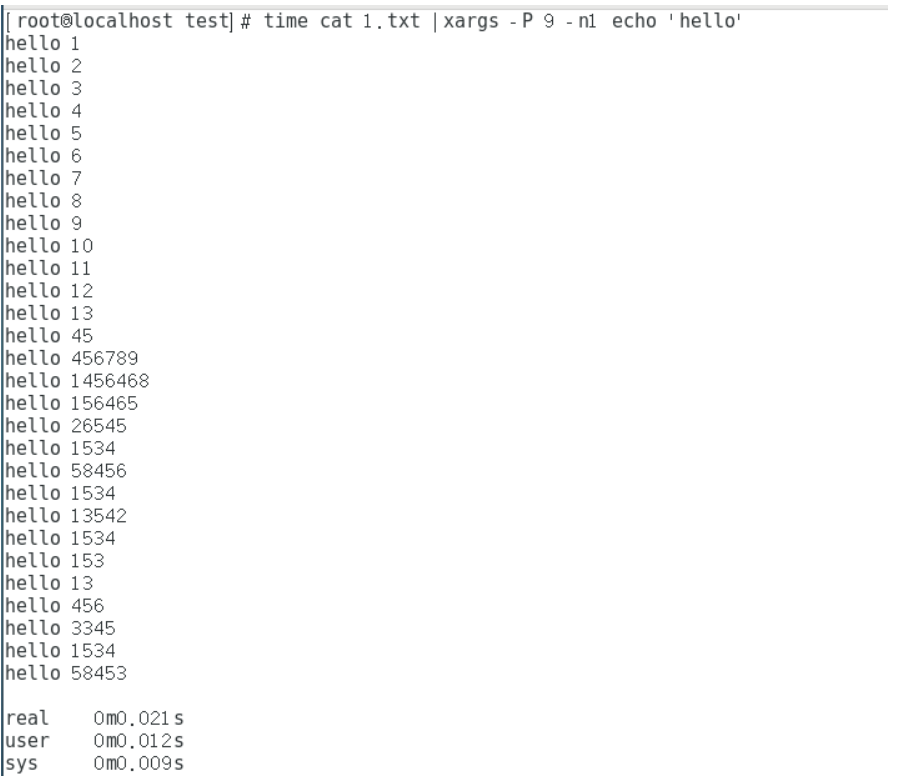 [root@localhost test]# time cat 1.txt |xargs -P 9 -n1 echo 'hello'
hello 1
hello 2
hello 3
hello 4
hello 5
hello 6
hello 7
hello 8
hello 9
hello 10
hello 11
hello 12
hello 13
hello 45
hello 456789
hello 1456468
hello 156465
hello 26545
hello 1534
hello 58456
hello 1534
hello 13542
hello 1534
hello 153
hello 13
hello 456
hello 3345
hello 1534
hello 58453
real 0m0.021s
user 0m0.012s
sys 0m0.009s